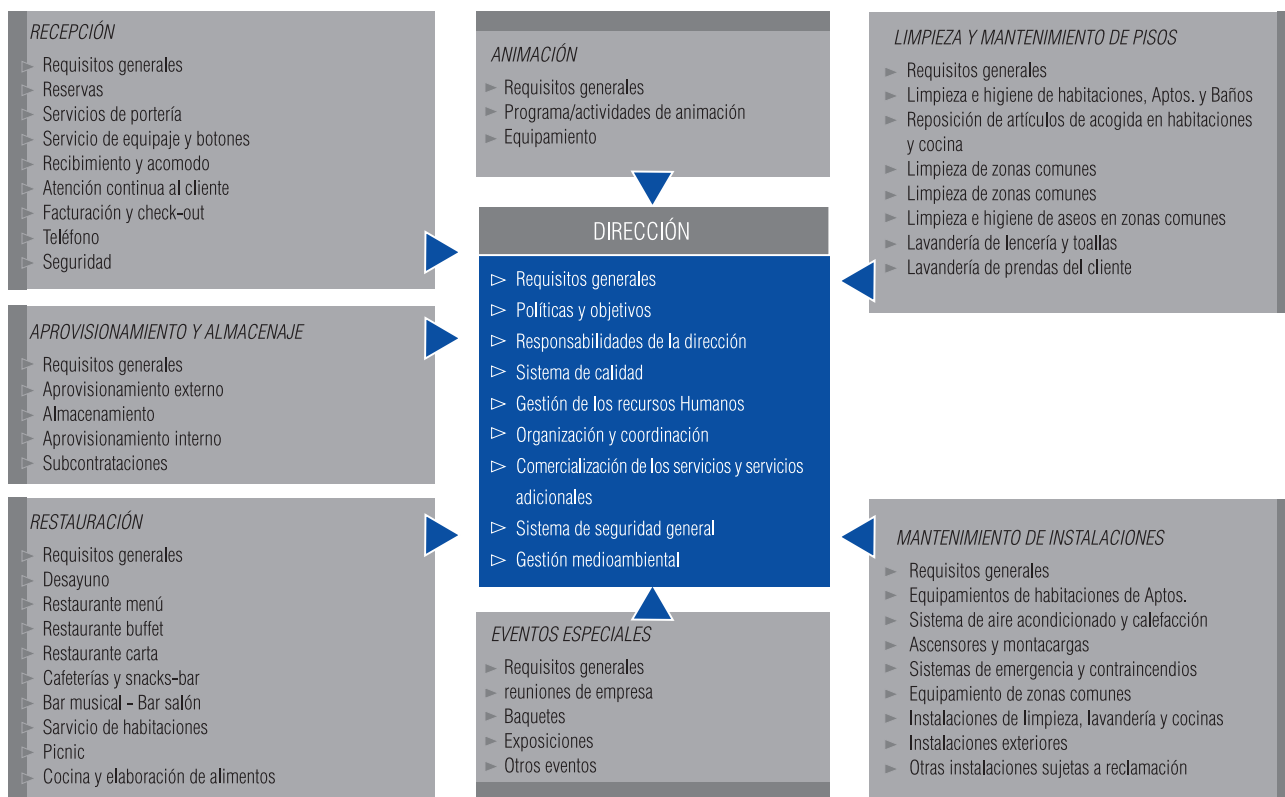 RECEPCIÓN
Requisitos generales
Reservas
Servicios de portería
Servicio de equipaje y botones
Recibimiento y acomodo
Atención continua al cliente
Facturación y check-out
Teléfono
Seguridad
APROVISIONAMIENTO Y ALMACENAJE
Requisitos generales
Aprovisionamiento externo
Almacenamiento
Aprovisionamiento interno
Subcontrataciones
RESTAURACIÓN
Requisitos generales
Desayuno
Restaurante menú
Restaurante buffet
Restaurante carta
Cafeterías y snacks-bar
Bar musical - Bar salón
Sarvicio de habitaciones
Picnic
Cocina y elaboración de alimentos
ANIMACIÓN
Requisitos generales
Programa/actividades de animación
Equipamiento
DIRECCIÓN
Requisitos generales
Políticas y objetivos
Responsabilidades de la dirección
Sistema de calidad
Gestión de los recursos Humanos
Organización y coordinación
Comercialización de los servicios y servicios
adicionales
Sistema de seguridad general
Gestión medioambiental
EVENTOS ESPECIALES
Requisitos generales
reuniones de empresa
Baquetes
Exposiciones
Otros eventos
LIMPIEZA Y MANTENIMIENTO DE PISOS
Requisitos generales
Limpieza e higiene de habitaciones, Aptos. y Baños
Reposición de artículos de acogida en habitaciones
y cocina
Limpieza de zonas comunes
Limpieza de zonas comunes
Limpieza e higiene de aseos en zonas comunes
Lavandería de lencería y toallas
Lavandería de prendas del cliente
MANTENIMIENTO DE INSTALACIONES
Requisitos generales
Equipamientos de habitaciones de Aptos.
Sistema de aire acondicionado y calefacción
Ascensores y montacargas
Sistemas de emergencia y contraincendios
Equipamiento de zonas comunes
Instalaciones de limpieza, lavandería y cocinas
Instalaciones exteriores
Otras instalaciones sujetas a reclamación